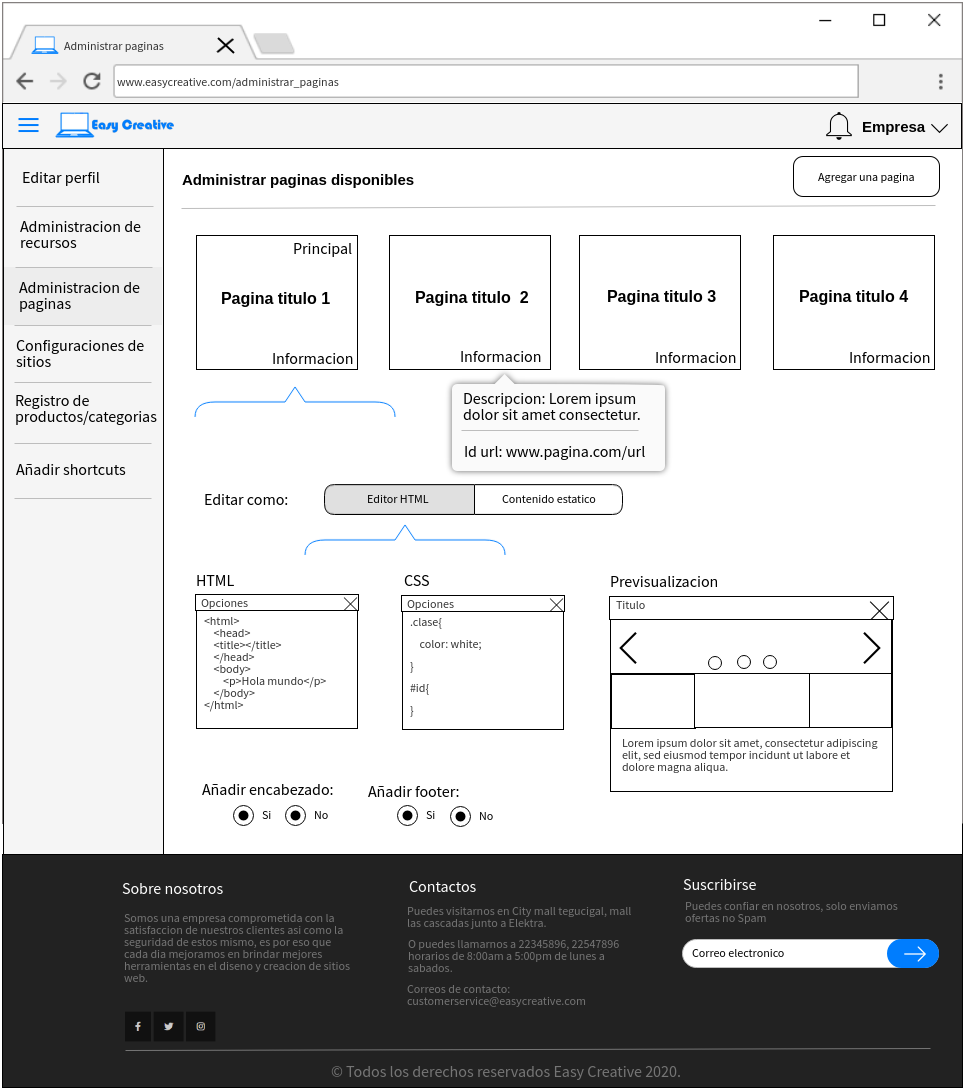 Administrar paginas
www.easycreative.com/administrar_paginas
Easy Creative
Empresa
Editar perfil
Administracion de
recursos
Administracion de
paginas
Configuraciones de
sitios
Registro de
productos/categorias
Añadir shortcuts
Administrar paginas disponibles
Agregar una pagina
Principal
Pagina titulo 1
Informacion
Pagina titulo  2
Informacion
Pagina titulo 3
Informacion
Pagina titulo 4
Informacion
Descripcion: Lorem ipsum
dolor sit amet consectetur.
Id url: www.pagina.com/url
Editar como:
Editor HTML
Contenido estatico
HTML
Opciones
<html>
<head>
<title></title>
</head>
<body>
<p>Hola mundo</p>
</body>
</html>
CSS
Opciones
.clase{
color: white;
}
#id{
}
Previsualizacion
Titulo
Lorem ipsum dolor sit amet, consectetur adipiscing
elit, sed eiusmod tempor incidunt ut labore et
dolore magna aliqua.
Añadir encabezado:
Si
No
Añadir footer:
Si
No
Sobre nosotros
Somos una empresa comprometida con la
satisfaccion de nuestros clientes asi como la
seguridad de estos mismo, es por eso que
cada dia mejoramos en brindar mejores
herramientas en el diseno y creacion de sitios
web.
Contactos
Puedes visitarnos en City mall tegucigal, mall
las cascadas junto a Elektra.
O puedes llamarnos a 22345896, 22547896
horarios de 8:00am a 5:00pm de lunes a
sabados.
Correos de contacto:
customerservice@easycreative.com
Suscribirse
Puedes confiar en nosotros, solo enviamos
ofertas no Spam
Correo electronico
© Todos los derechos reservados Easy Creative 2020.